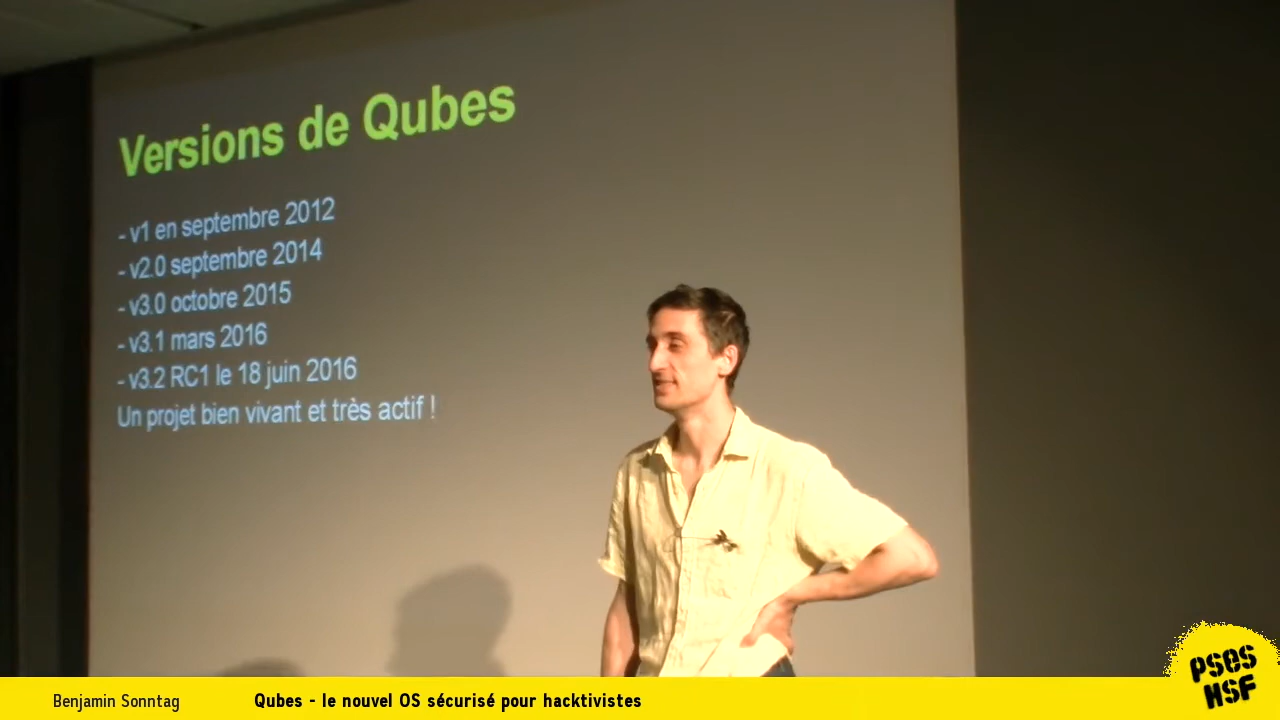 Versions de Qubes
- v1 en septembre 2012
- v2.0 septembre 2014
- v3.0 octobre 2015
- v3.1 mars 2016
- v3.2 RC1 le 18 juin 2016
Un projet bien vivant et très actif !
Benjamin Sonntag
Qubes - le nouvel OS sécurisé pour hacktivistes
PSES
HSF